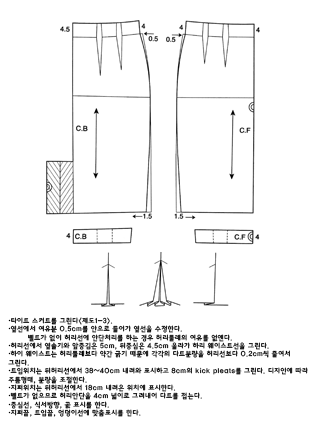 4.5
4
4
0.5
0.5
C.B
C.F
1.5
1.5
4 C.B
C.F 4
•타이트 스커트를 그린다(제도1~3).
•옆선에서 여유분 0.5cm를 안으로 들어가 옆선을 수정한다.
벨트가 없이 허리선에 안단처리를 하는 경우 허리둘레의 여유를 없앤다.
•허리선에서 옆솔기와 앞중심은 5cm, 뒤중심은 4.5cm 올라가 하이 웨이스트선을 그린다.
•하이 웨이스트는 허리둘레보다 약간 굵기 때문에 각각의 다트분량을 허리선보다 0.2cm씩 줄여서
그린다.
•트임위치는 뒤허리선에서 38~40cm 내려와 표시하고 8cm의 kick pleats를 그린다. 디자인에 따라
주름형태, 분량을 조절한다.
•지퍼위치는 뒤허리선에서 18cm 내려온 위치에 표시한다.
•벨트가 없으므로 허리안단을 4cm 넓이로 그려내어 다트를 접는다.
•중심선, 식서방향, 골 표시를 한다.
•지퍼끝, 트임끝, 엉덩이선에 맞춤표시를 한다.